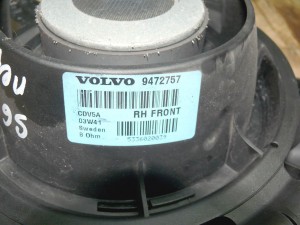 VOLVO 9472757
CDV5A RH FRONT
03W41
Sweden
8 Ohm